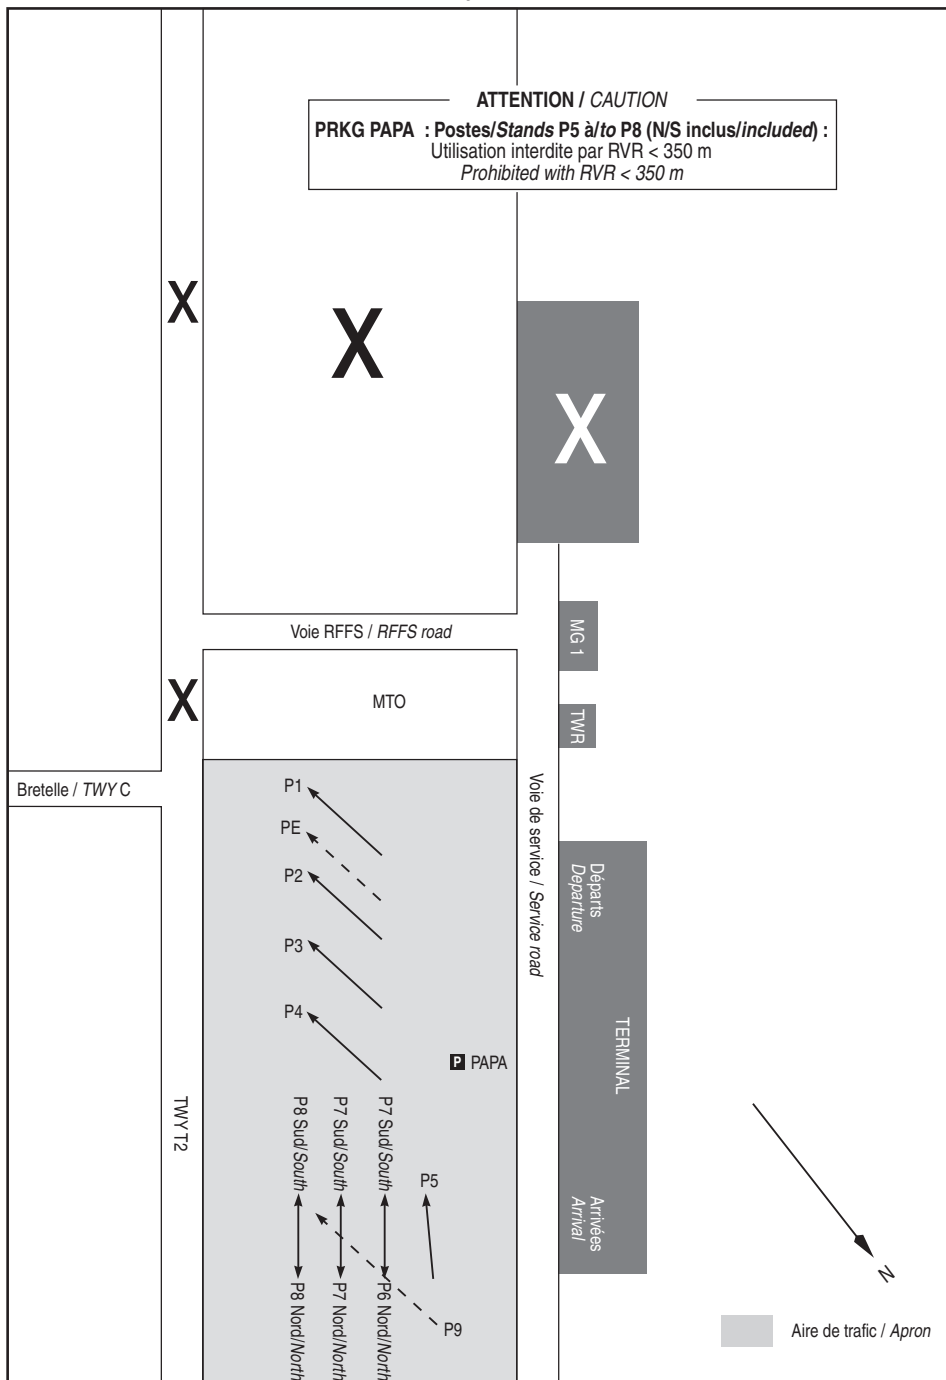 ATTENTION / CAUTION
PRKG PAPA : Postes/Stands P5 à/to P8 (N/S inclus/included) :
Utilisation interdite par RVR < 350 m
Prohibited with RVR < 350 m
X
X
X
Voie RFFS / RFFS road
MG 1
X
MTO
TWR
Bretelle / TWY C
P1
PE
P2
P3
P4
Voie de service / Service road
Départs
Departure
TERMINAL
P PAPA
TWY T2
P8 Sud/South
P7 Sud/South
P7 Sud/South
P5
Arrivées
Arrival
P8 Nord/North
P7 Nord/North
P6 Nord/North
P9
N
Aire de trafic / Apron